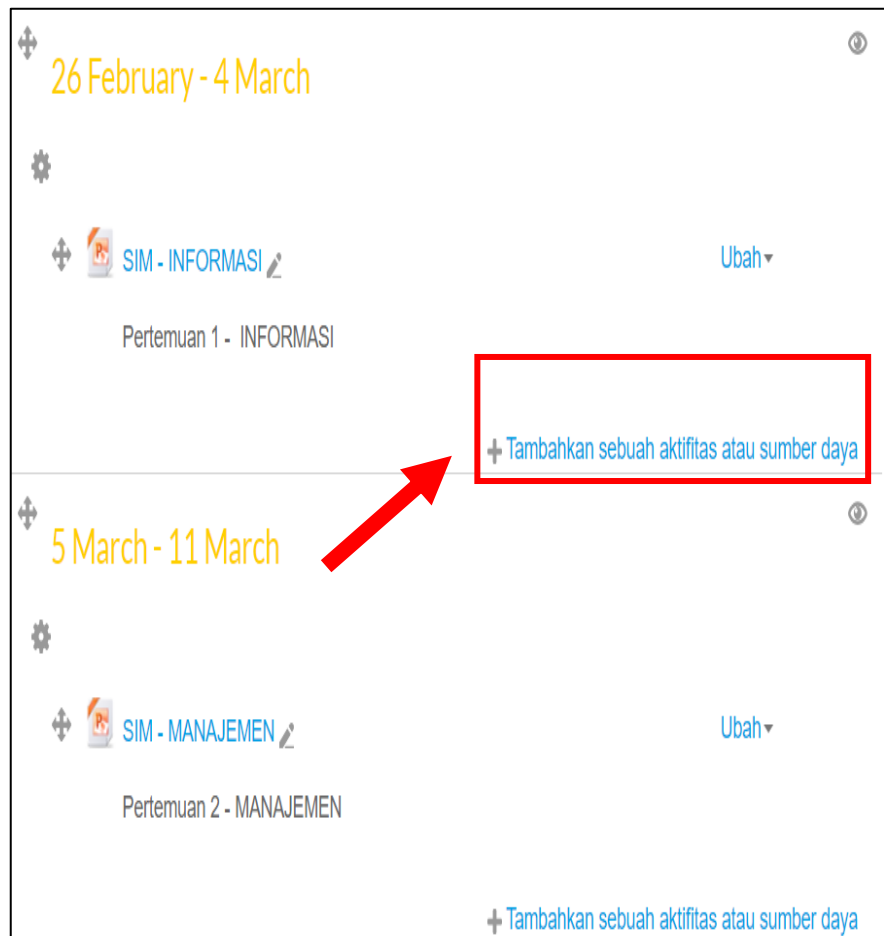 26 February - 4 March
SIM - INFORMASI
Ubah
Pertemuan 1 - INFORMASI
Tambahkan sebuah aktifitas atau sumber daya
5 March - 11 March
SIM - MANAJEMEN
Ubah
Pertemuan 2 - MANAJEMEN
Tambahkan sebuah aktifitas atau sumber daya